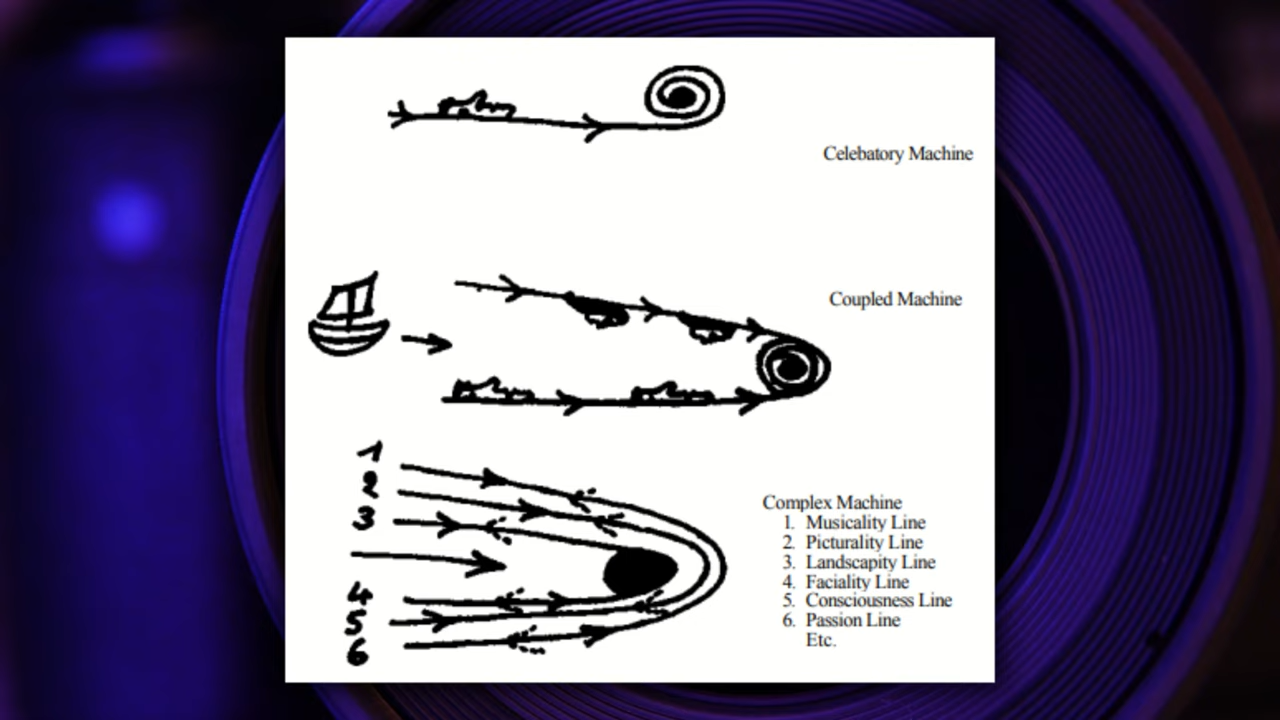 Celebatory Machine
Coupled Machine
1
2
3
4
5
6
Complex Machine
1. Musicality Line
2. Picturality Line
3. Landscapity Line
4. Faciality Line
5. Consciousness Line
6. Passion Line
Etc.